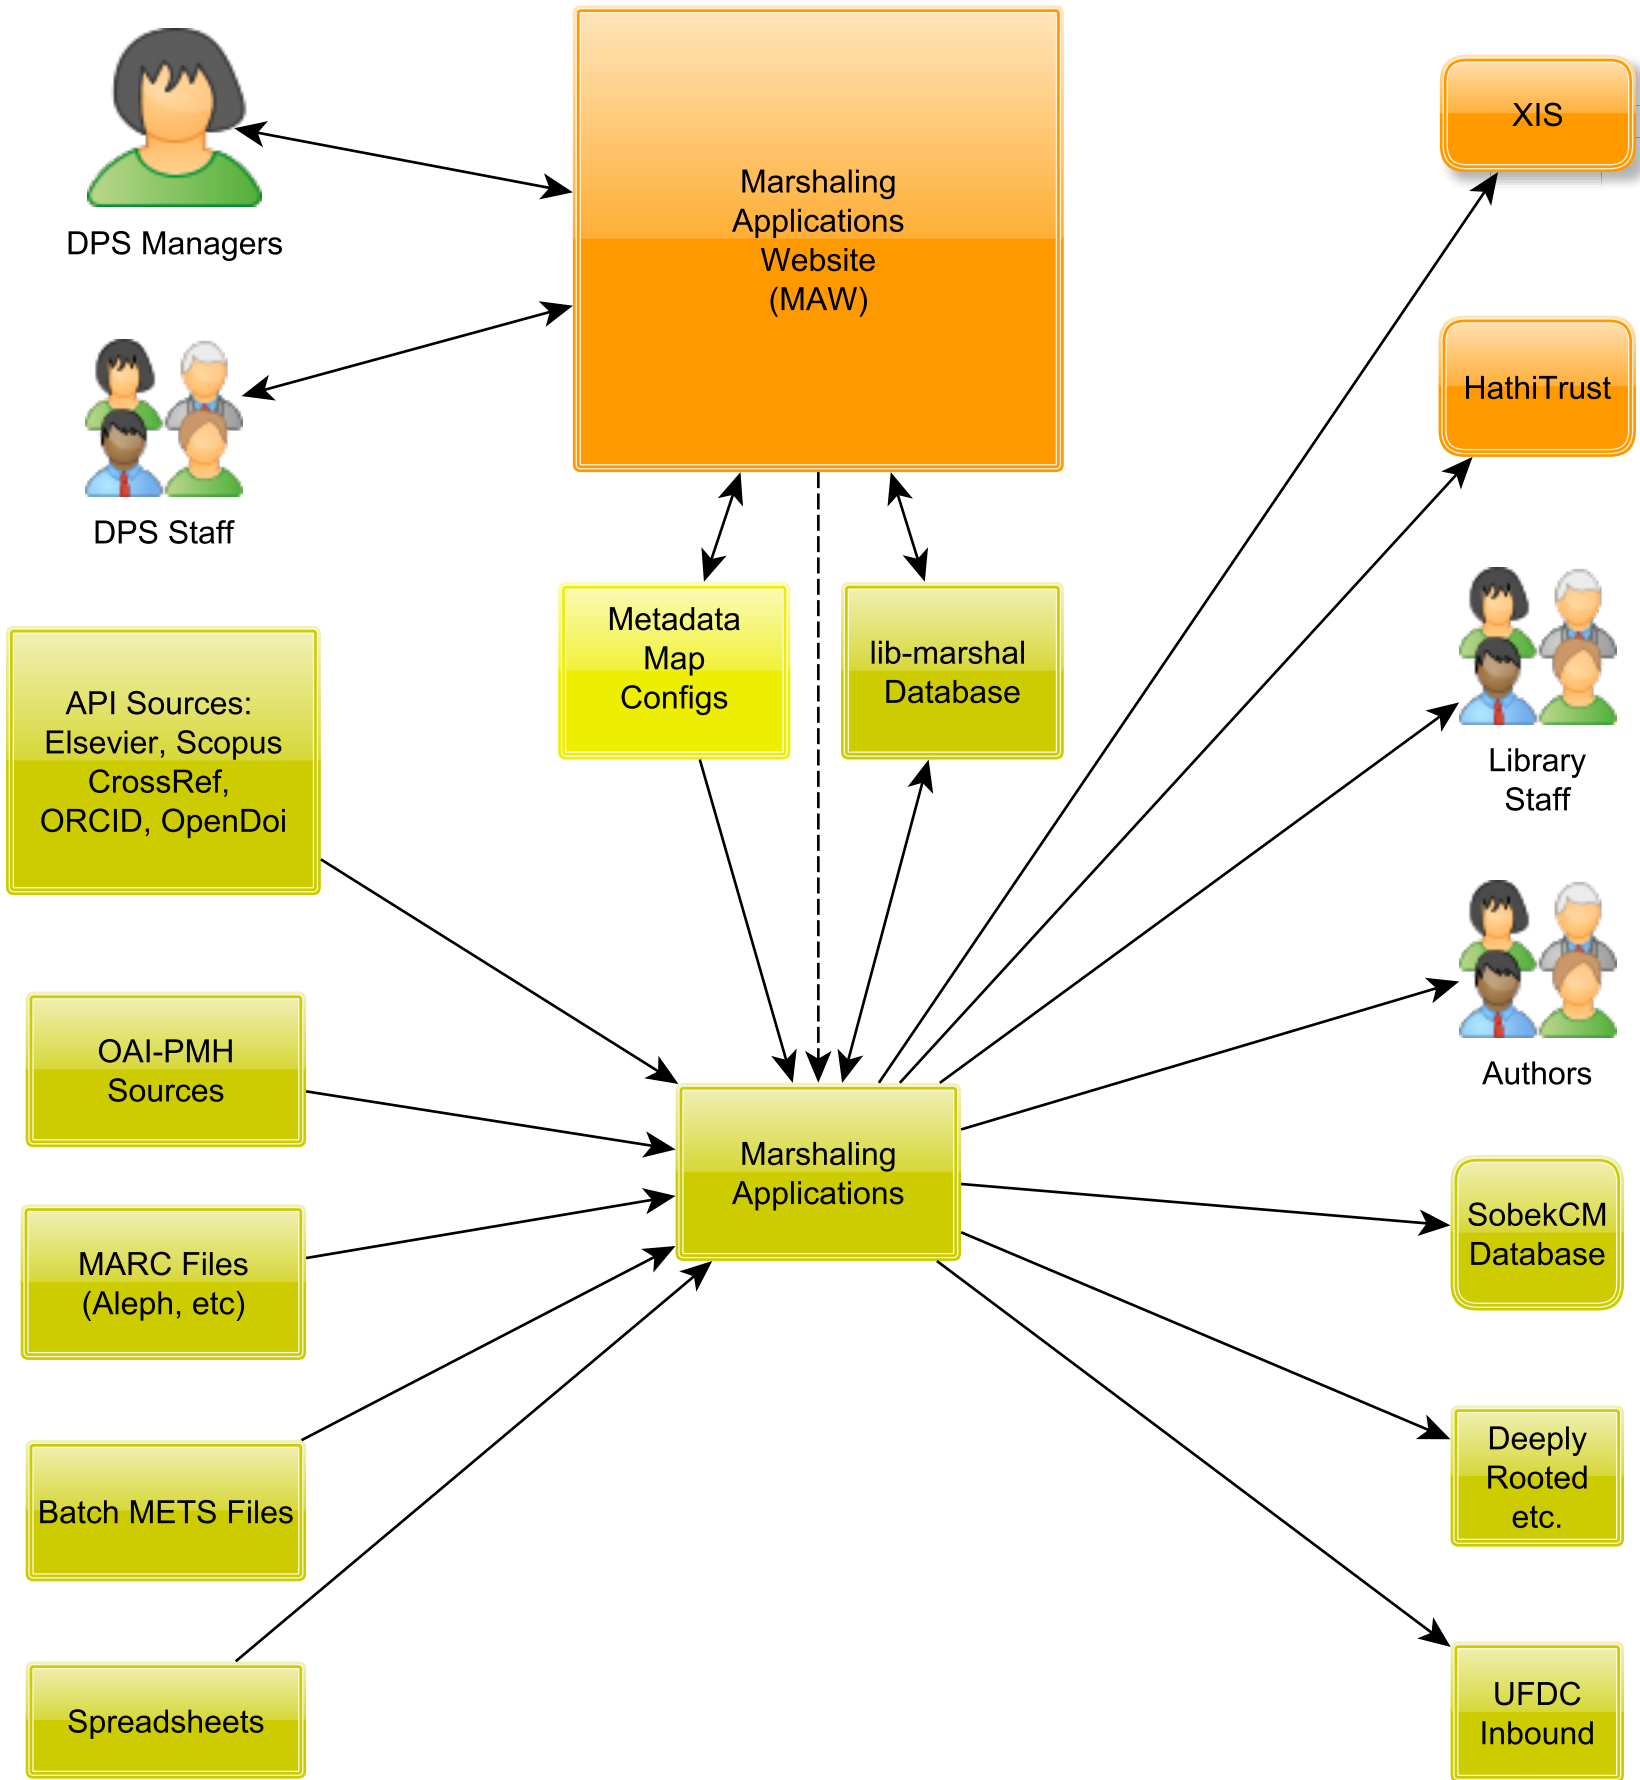 DPS Managers
Marshaling
Applications
Website
(MAW)
XIS
HathiTrust
DPS Staff
Metadata
Map
Configs
lib-marshal
Database
API Sources:
Elsevier, Scopus
CrossRef,
ORCID, OpenDoi
Library
Staff
OAI-PMH
Sources
Authors
Marshaling
Applications
MARC Files
(Aleph, etc)
SobekCM
Database
Batch METS Files
Deeply
Rooted
etc.
Spreadsheets
UFDC
Inbound